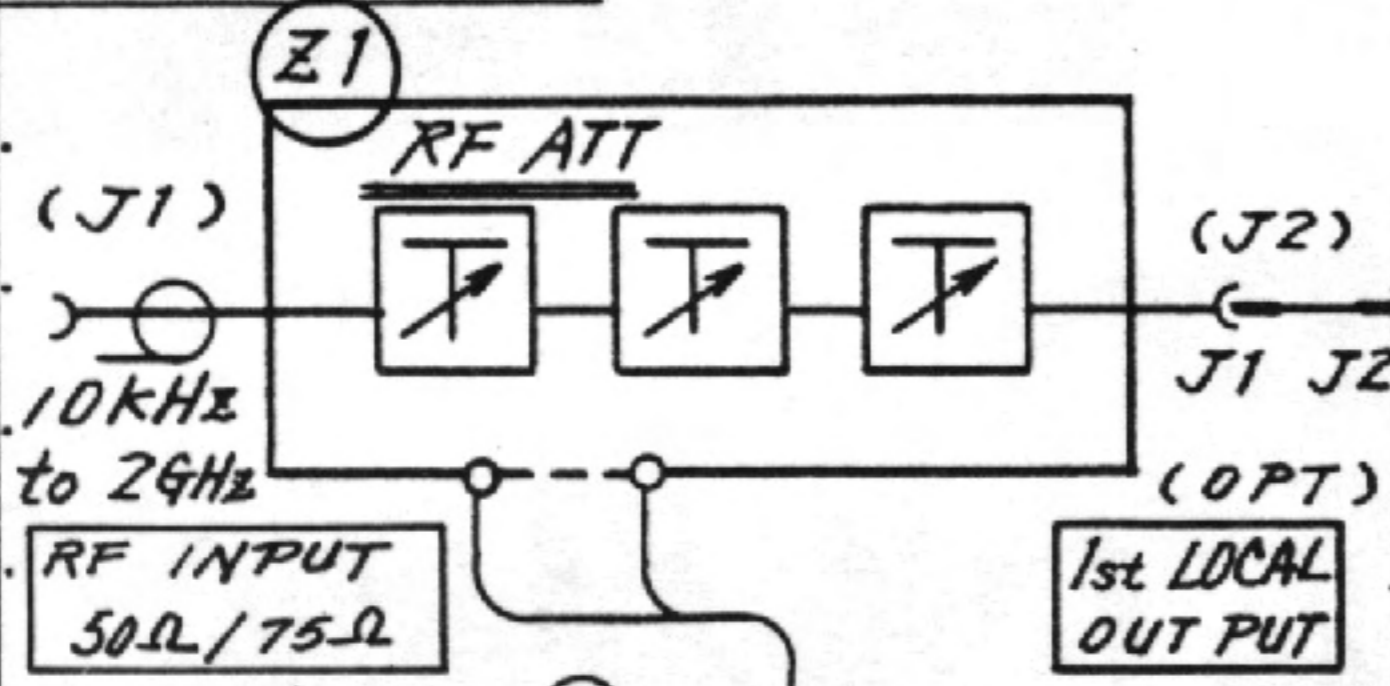 Z1
RF ATT
(J1)
(J2)
J1 J2
10kHz
to 2GHz
(OPT)
RF INPUT
50Ω/75Ω
1st LOCAL
OUT PUT